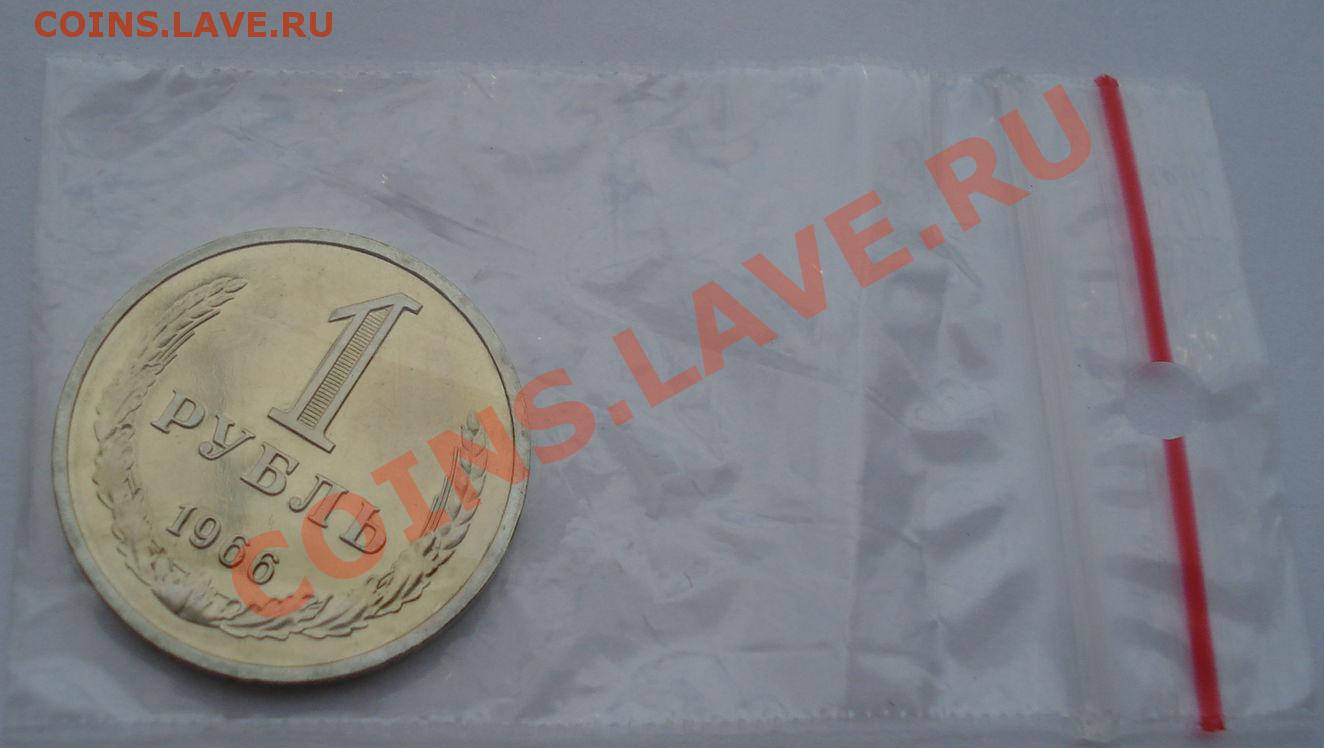 COINS.LAVE.RU
COINS.LAVE.RU
1
РУБЛЬ
1966